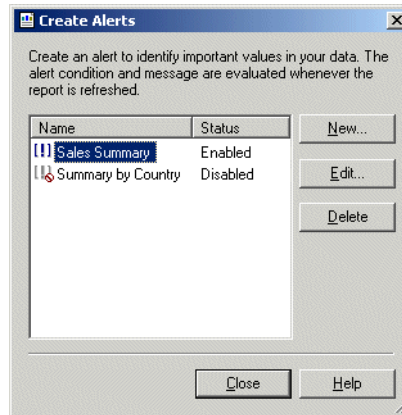 Create Alerts
Create an alert to identify important values in your data. The
alert condition and message are evaluated whenever the
report is refreshed.
Name Status
Sales Summary Enabled
Summary by Country Disabled
New...
Edit...
Delete
Close Help